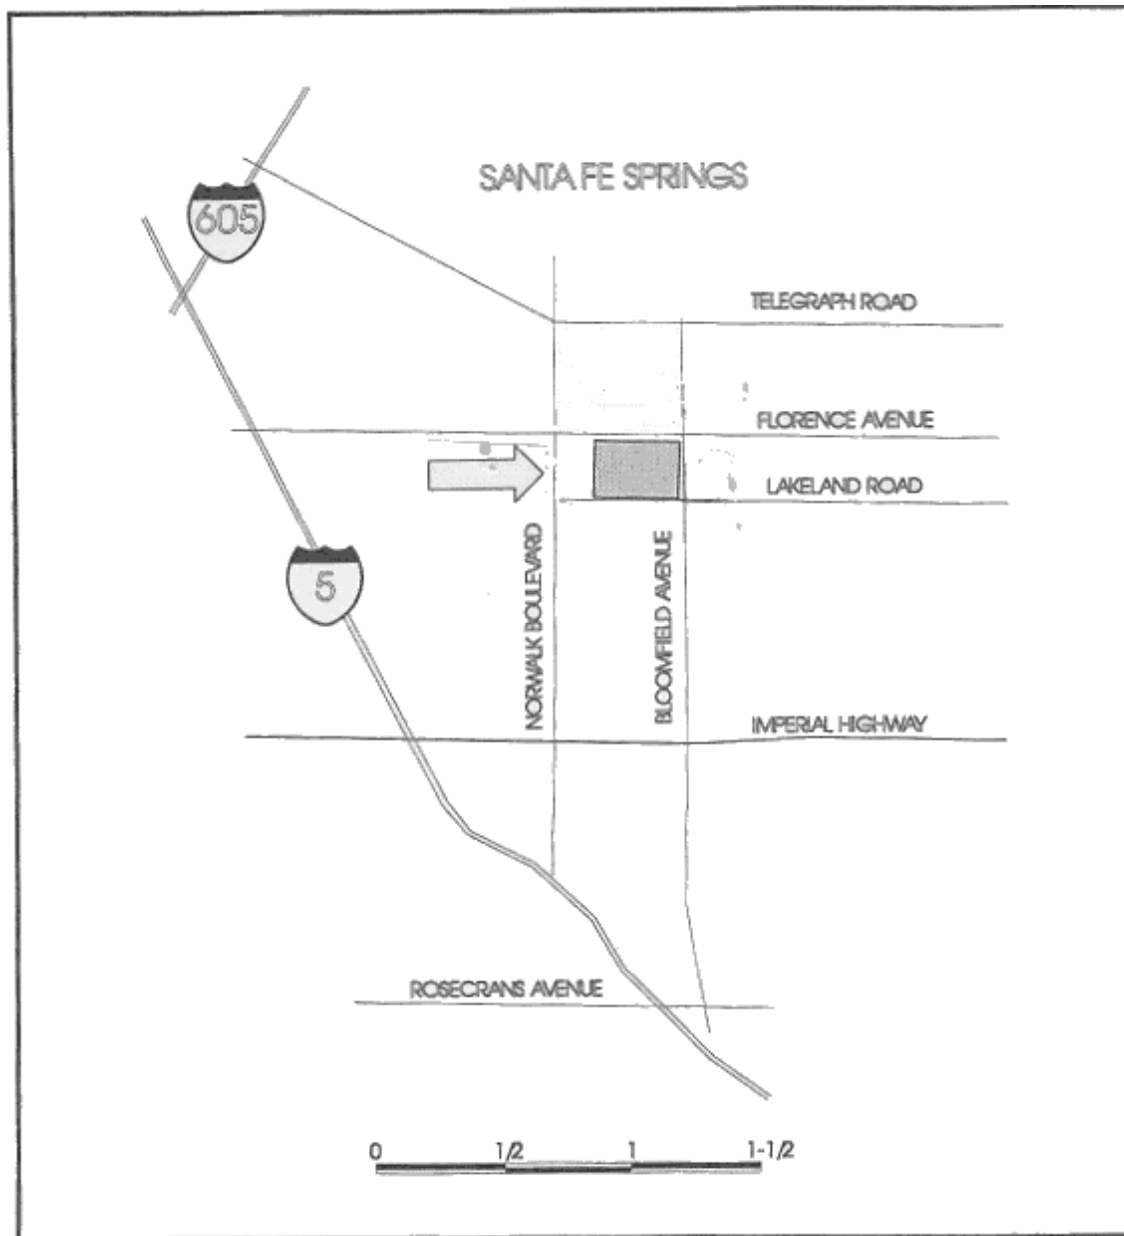 SANTA FE SPRINGS
605
TELEGRAPH ROAD
FLORENCE AVENUE
LAKELAND ROAD
NORWALK BOULEVARD
BLOOMFIELD AVENUE
5
IMPERIAL HIGHWAY
ROSECRANS AVENUE
0 1/2 1 1-1/2